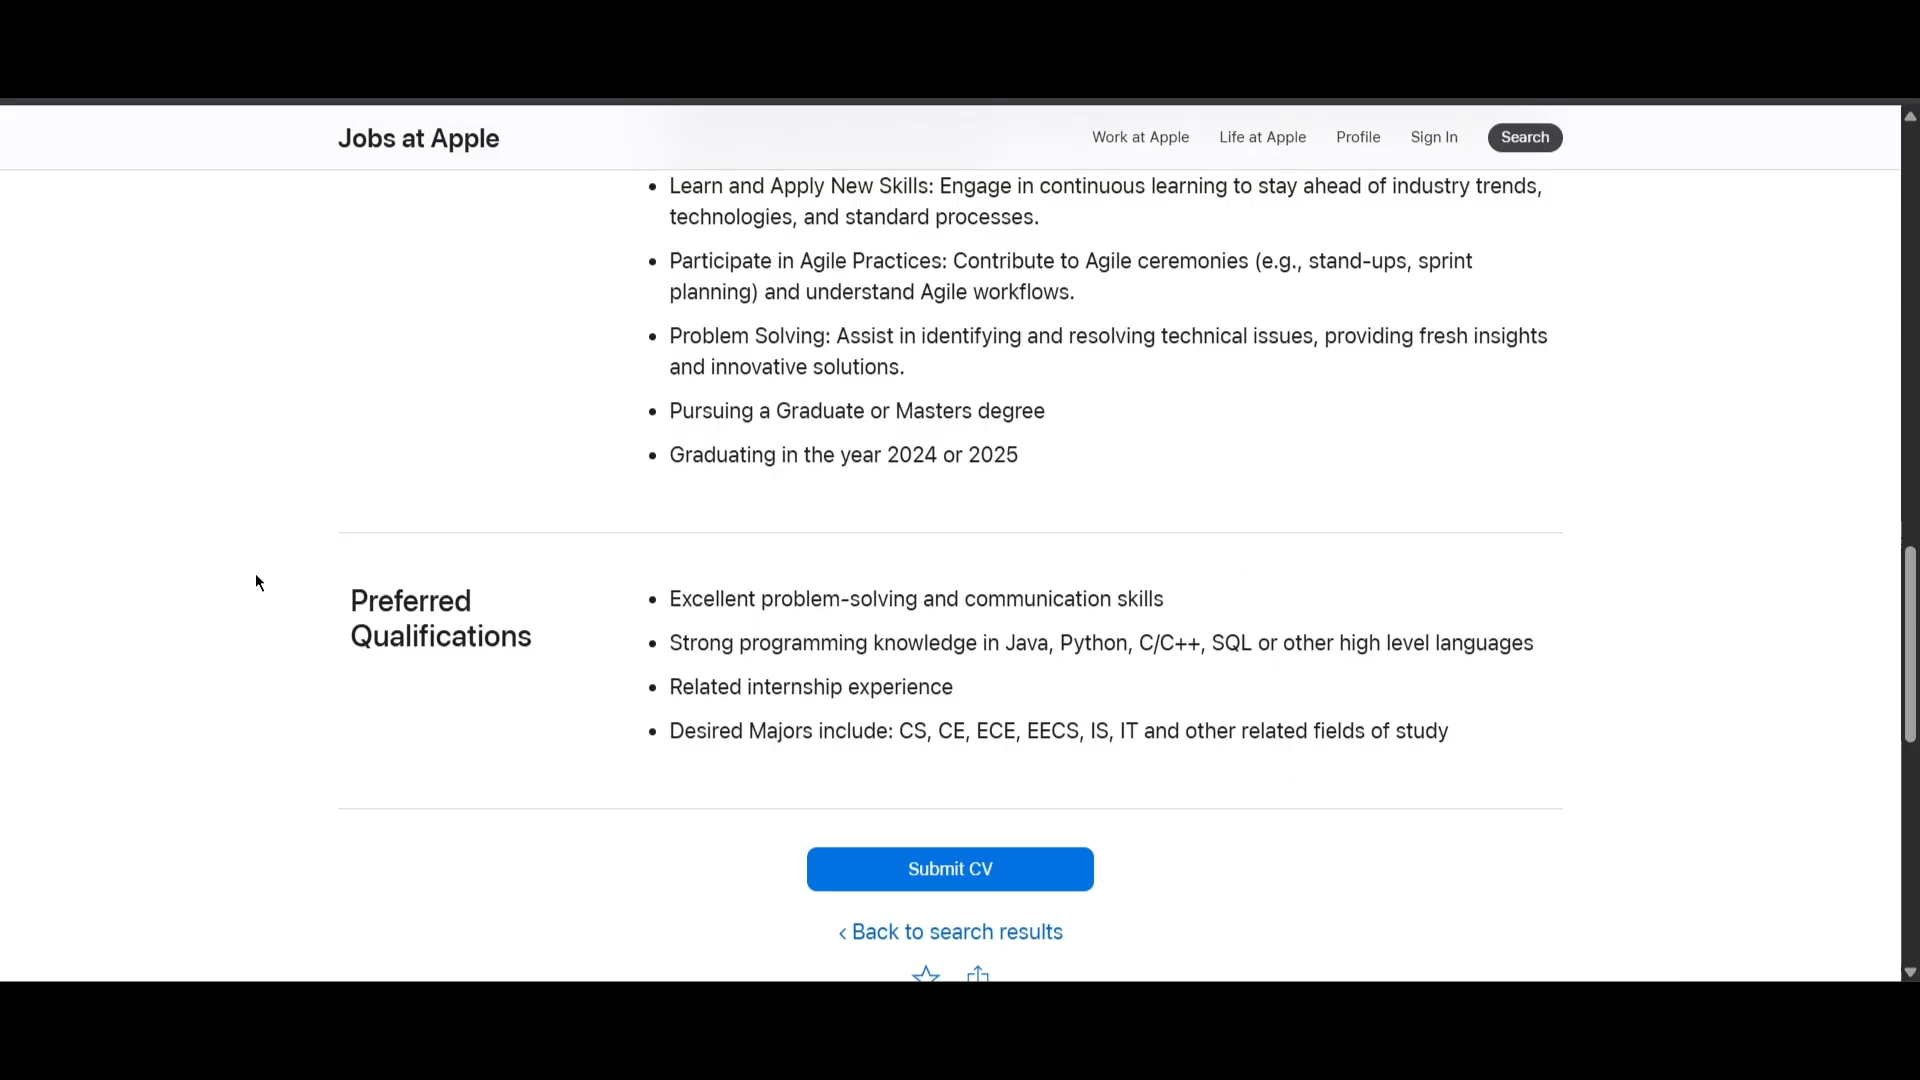 Jobs at Apple
Work at Apple
Life at Apple
Profile
Sign In
Search
• Learn and Apply New Skills: Engage in continuous learning to stay ahead of industry trends,
technologies, and standard processes.
• Participate in Agile Practices: Contribute to Agile ceremonies (e.g., stand-ups, sprint
planning) and understand Agile workflows.
• Problem Solving: Assist in identifying and resolving technical issues, providing fresh insights
and innovative solutions.
• Pursuing a Graduate or Masters degree
• Graduating in the year 2024 or 2025
Preferred
Qualifications
• Excellent problem-solving and communication skills
• Strong programming knowledge in Java, Python, C/C++, SQL or other high level languages
• Related internship experience
• Desired Majors include: CS, CE, ECE, EECS, IS, IT and other related fields of study
Submit CV
‹ Back to search results